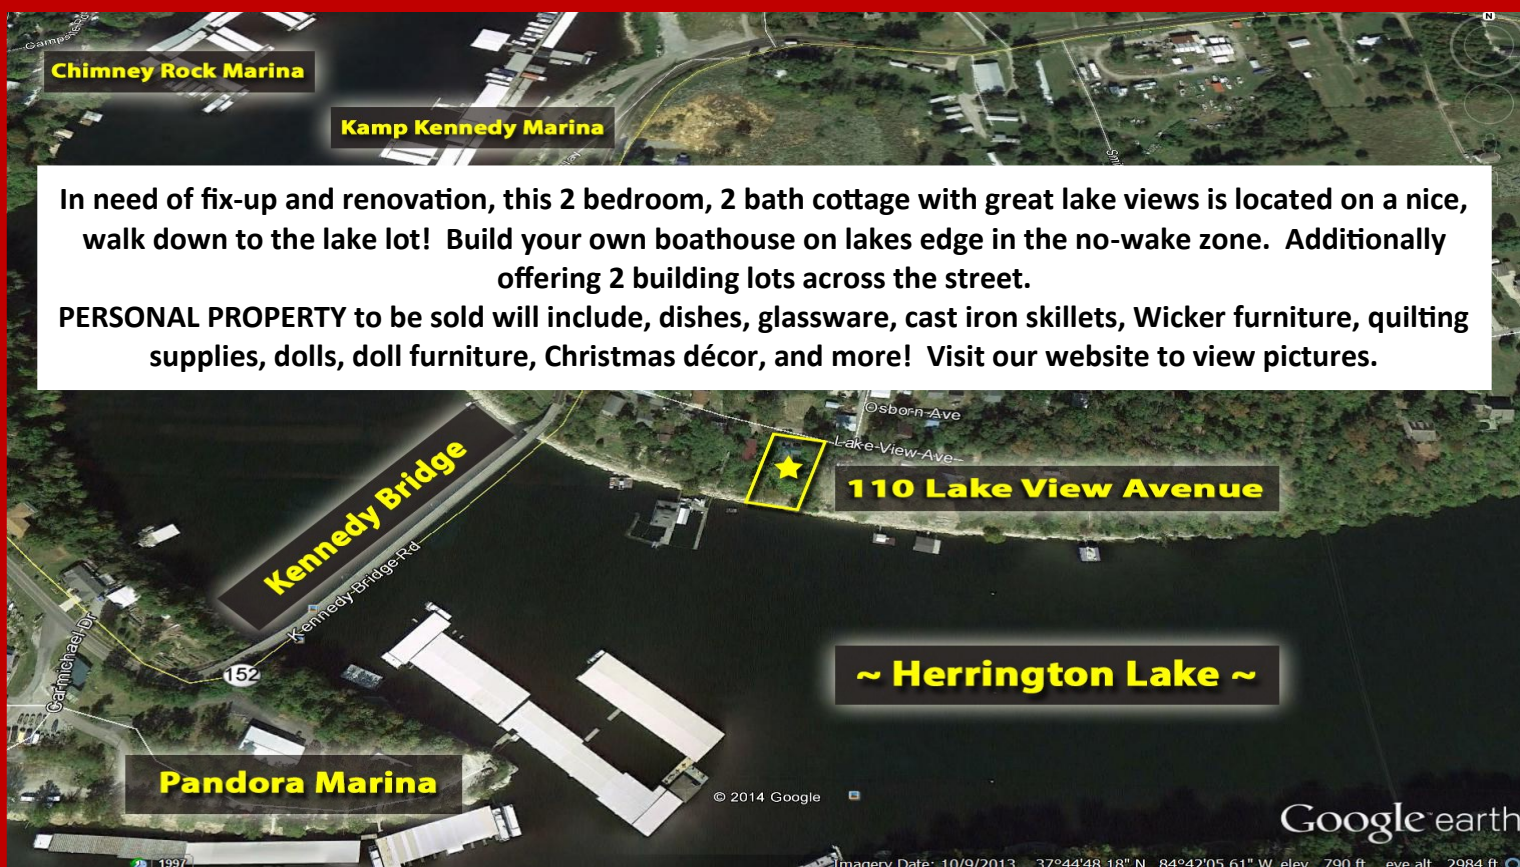 N
Campsite Rd
Chimney Rock Marina
Kamp Kennedy Marina
In need of fix-up and renovation, this 2 bedroom, 2 bath cottage with great lake views is located on a nice,
walk down to the lake lot!  Build your own boathouse on lakes edge in the no-wake zone.  Additionally
offering 2 building lots across the street.
PERSONAL PROPERTY to be sold will include, dishes, glassware, cast iron skillets, Wicker furniture, quilting
supplies, dolls, doll furniture, Christmas décor, and more!  Visit our website to view pictures.
Osborn Ave
Lake-View-Ave
110 Lake View Avenue
Kennedy Bridge
Kennedy-Bridge-Rd
Carmichael-Dr
152
~ Herrington Lake ~
Pandora Marina
© 2014 Google
Google earth
1997
Imagery Date: 10/9/2013 37°44'48.18" N 84°42'05.61" W elev 790 ft eye alt 2984 ft